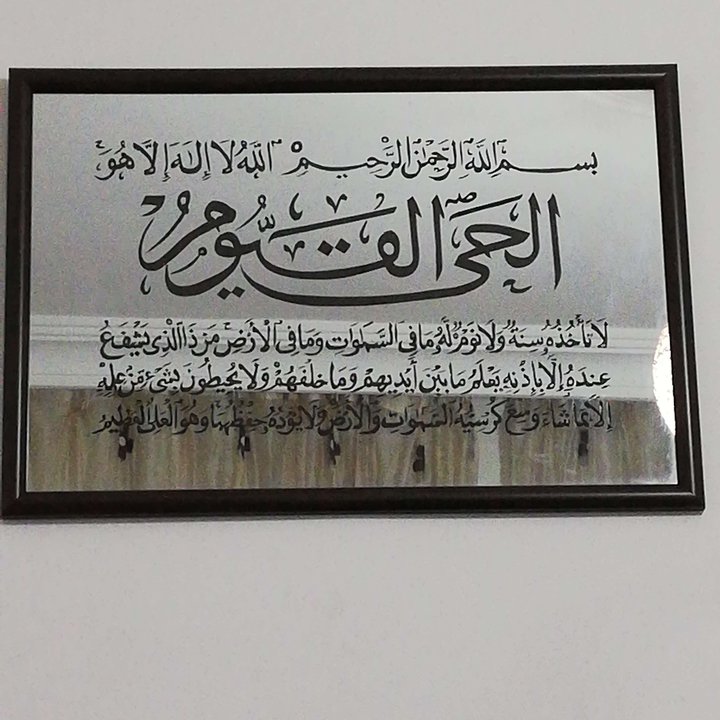 بسم الله الرحمن الرحيم الله لا إله إلا هو
الحي القيوم
لا تأخذه سنة ولا نوم له ما في السموات وما في الأرض من ذا الذي يشفع
عنده إلا بإذنه يعلم ما بين أيديهم وما خلفهم ولا يحيطون بشيء من علمه
إلا بما شاء وسع كرسيه السموات والأرض ولا يؤده حفظهما وهو العلي العظيم